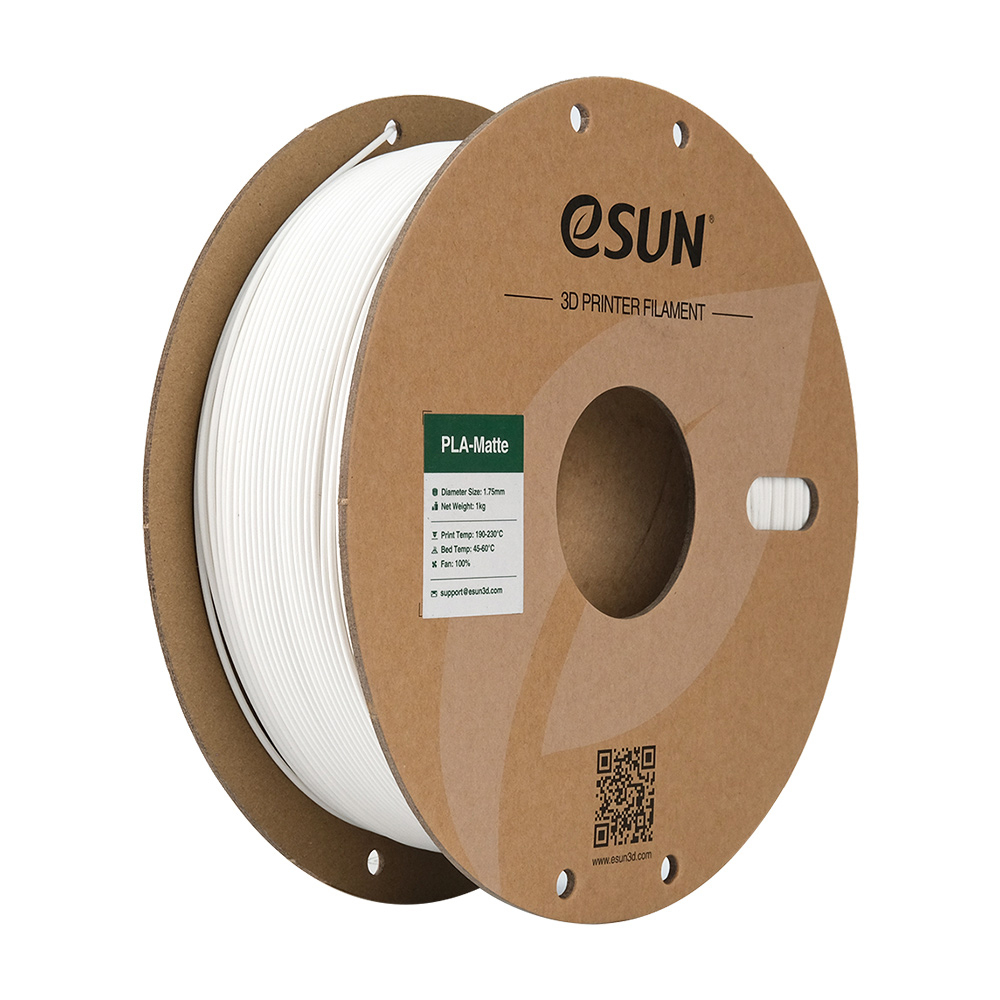 eSUN®
3D PRINTER FILAMENT
PLA-Matte
Diameter Size: 1.75mm
Net Weight: 1kg
Print Temp: 190-230°C
Bed Temp: 45-60°C
Fan: 100%
support@esun3d.com
www.esun3d.com